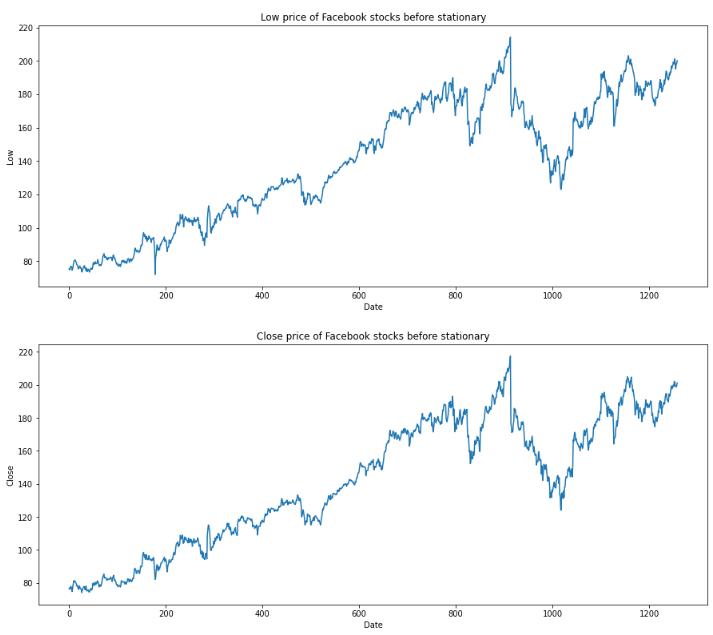 Low price of Facebook stocks before stationary
220
200
180
160
140
120
100
80
Low
0 200 400 600 800 1000 1200
Date
Close price of Facebook stocks before stationary
220
200
180
160
140
120
100
80
Close
0 200 400 600 800 1000 1200
Date